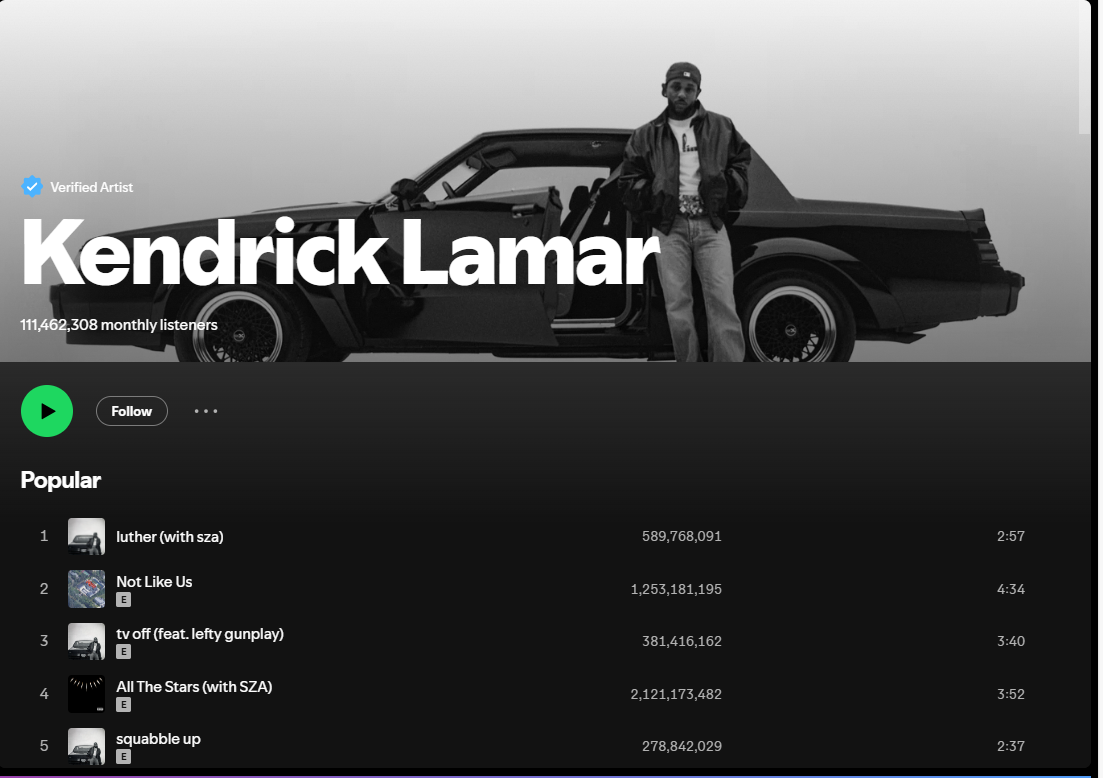 Verified Artist
Kendrick Lamar
111,462,308 monthly listeners
Follow
Popular
1 luther (with sza) 589,768,091 2:57
2 Not Like Us 1,253,181,195 4:34
E
3 tv off (feat. lefty gunplay) 381,416,162 3:40
E
4 All The Stars (with SZA) 2,121,173,482 3:52
E
5 squabble up 278,842,029 2:37
E